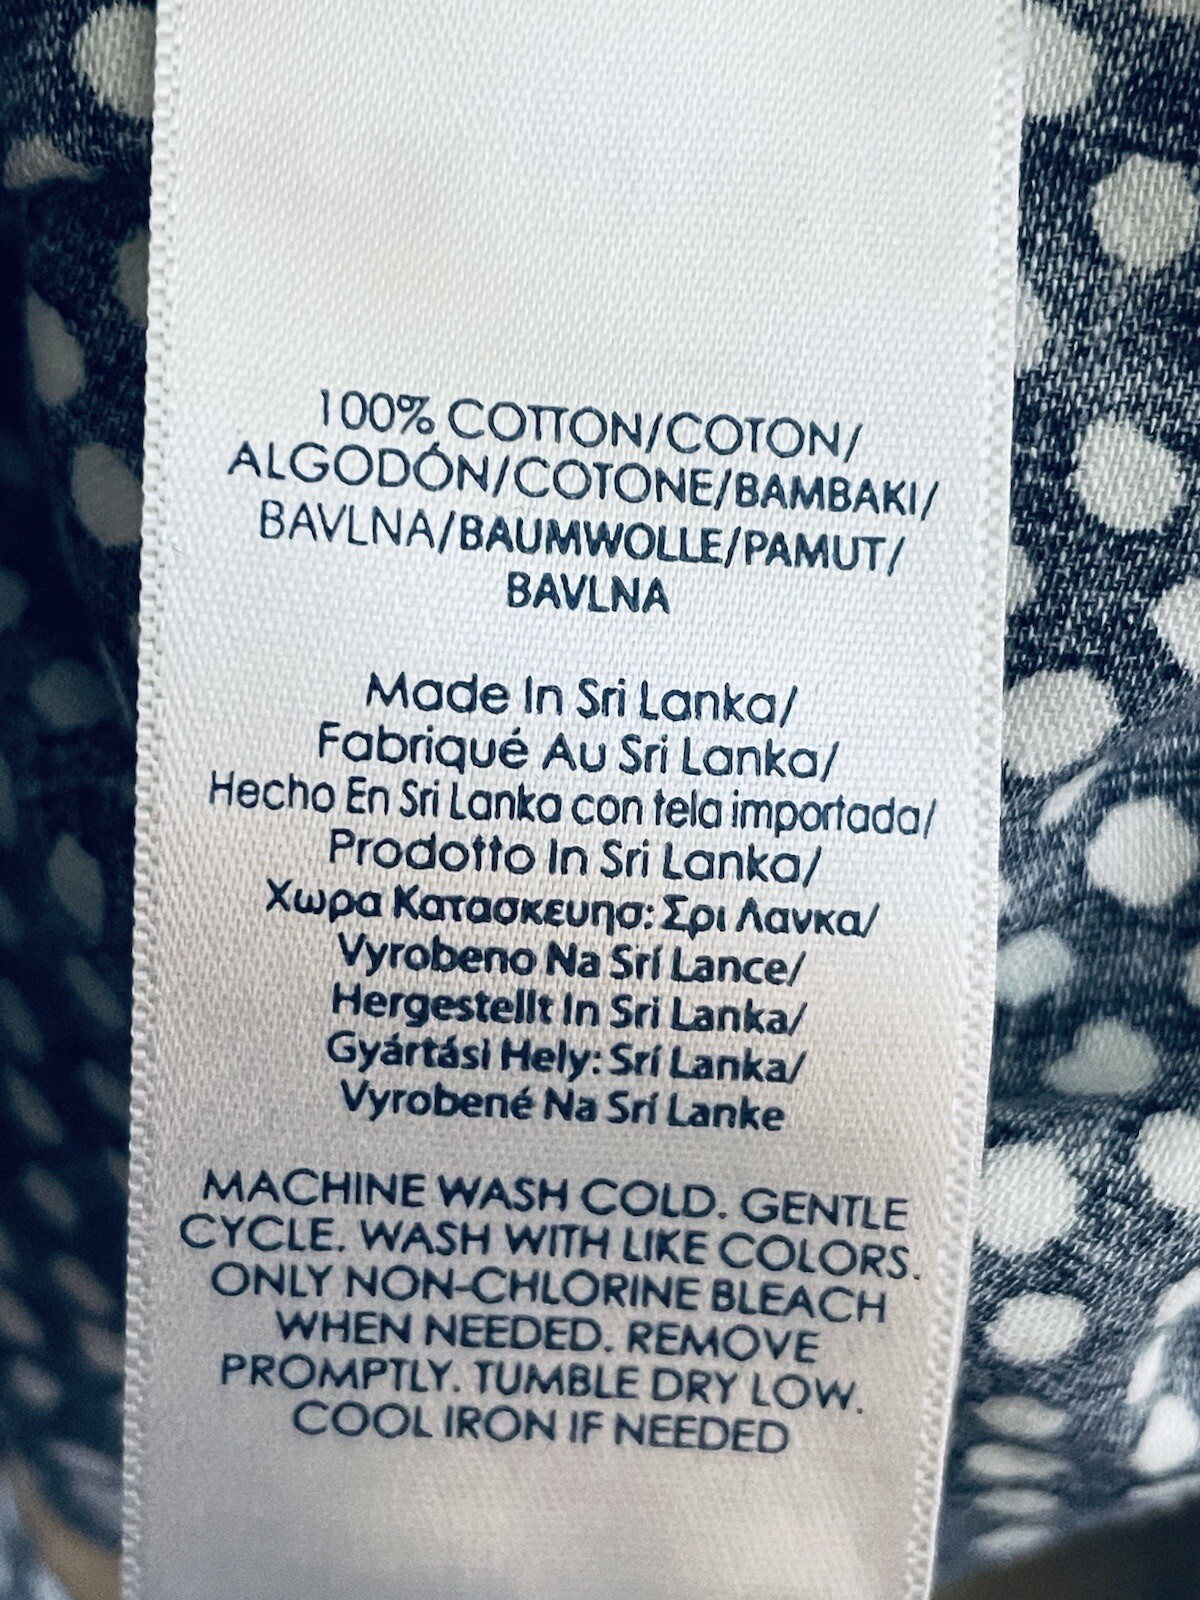 100% COTTON/COTON/
ALGODÓN/COTONE/BAMBAKI/
BAVLNA/BAUMWOLLE/PAMUT/
BAVLNA
Made In Sri Lanka/
Fabriqué Au Sri Lanka/
Hecho En Sri Lanka con tela importada/
Prodotto In Sri Lanka/
Χωρα Κατασκευησ: Σρι Λανκα/
Vyrobeno Na Srí Lance/
Hergestellt In Sri Lanka/
Gyártási Hely: Srí Lanka/
Vyrobené Na Srí Lanke
MACHINE WASH COLD. GENTLE
CYCLE. WASH WITH LIKE COLORS.
ONLY NON-CHLORINE BLEACH
WHEN NEEDED. REMOVE
PROMPTLY. TUMBLE DRY LOW.
COOL IRON IF NEEDED